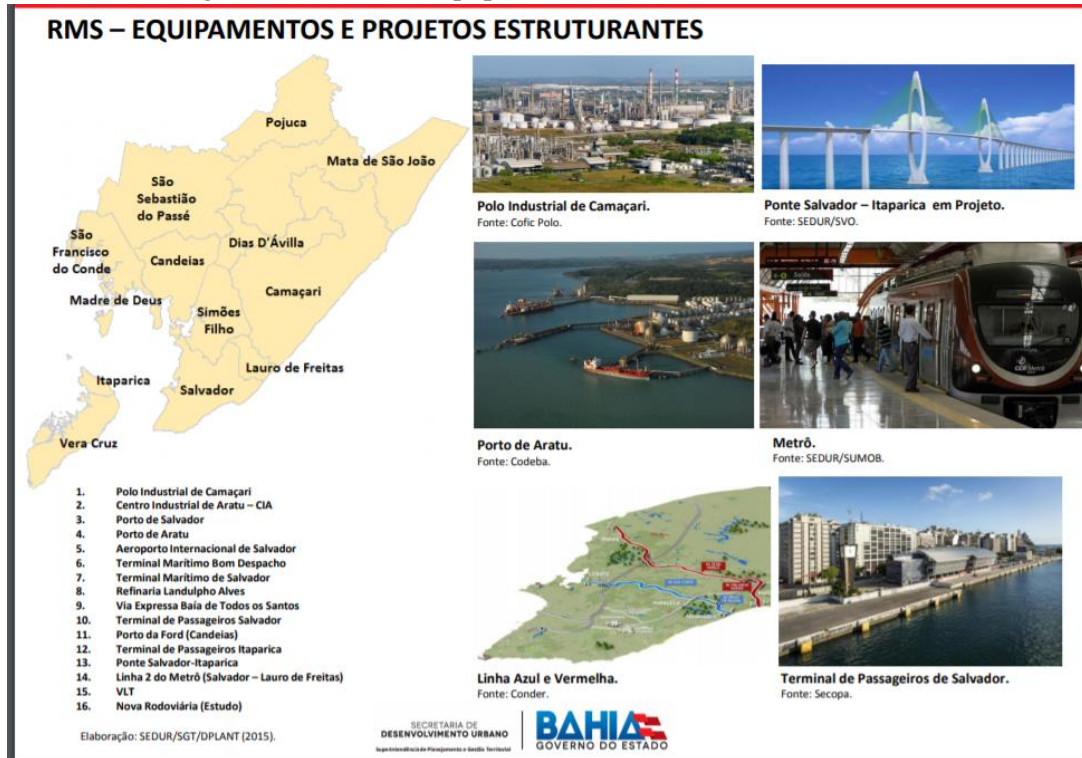 RMS – EQUIPAMENTOS E PROJETOS ESTRUTURANTES
Pojuca
Mata de São João
São
Sebastião
do Passé
São
Francisco
do Conde
Dias D'Ávilla
Candeias
Camaçari
Madre de Deus
Simões
Filho
Lauro de Freitas
Itaparica
Salvador
Vera Cruz
1. Polo Industrial de Camaçari
2. Centro Industrial de Aratu – CIA
3. Porto de Salvador
4. Porto de Aratu
5. Aeroporto Internacional de Salvador
6. Terminal Marítimo Bom Despacho
7. Terminal Marítimo de Salvador
8. Refinaria Landulpho Alves
9. Via Expressa Baía de Todos os Santos
10. Terminal de Passageiros Salvador
11. Porto da Ford (Candeias)
12. Terminal de Passageiros Itaparica
13. Ponte Salvador-Itaparica
14. Linha 2 do Metrô (Salvador – Lauro de Freitas)
15. VLT
16. Nova Rodoviária (Estudo)
Elaboração: SEDUR/SGT/DPLANT (2015).
Polo Industrial de Camaçari.
Fonte: Cofic Polo.
Ponte Salvador – Itaparica em Projeto.
Fonte: SEDUR/SVO.
Saída
CCR Metrô
Porto de Aratu.
Fonte: Codeba.
Metrô.
Fonte: SEDUR/SUMOB.
Linha Azul e Vermelha.
Fonte: Conder.
Terminal de Passageiros de Salvador.
Fonte: Secopa.
SECRETARIA DE
DESENVOLVIMENTO URBANO
Superintendência de Planejamento e Gestão Territorial
BAHIA
GOVERNO DO ESTADO